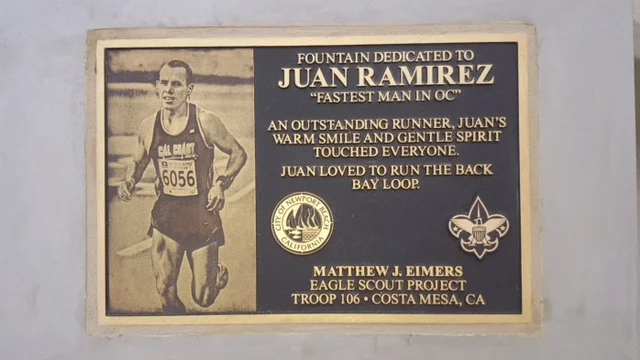 FOUNTAIN DEDICATED TO
JUAN RAMIREZ
"FASTEST MAN IN OC"
AN OUTSTANDING RUNNER, JUAN'S
WARM SMILE AND GENTLE SPIRIT
TOUCHED EVERYONE.
JUAN LOVED TO RUN THE BACK
BAY LOOP.
CAL COAST
6056
CITY OF NEWPORT BEACH
CALIFORNIA
MATTHEW J. EIMERS
EAGLE SCOUT PROJECT
TROOP 106 • COSTA MESA, CA